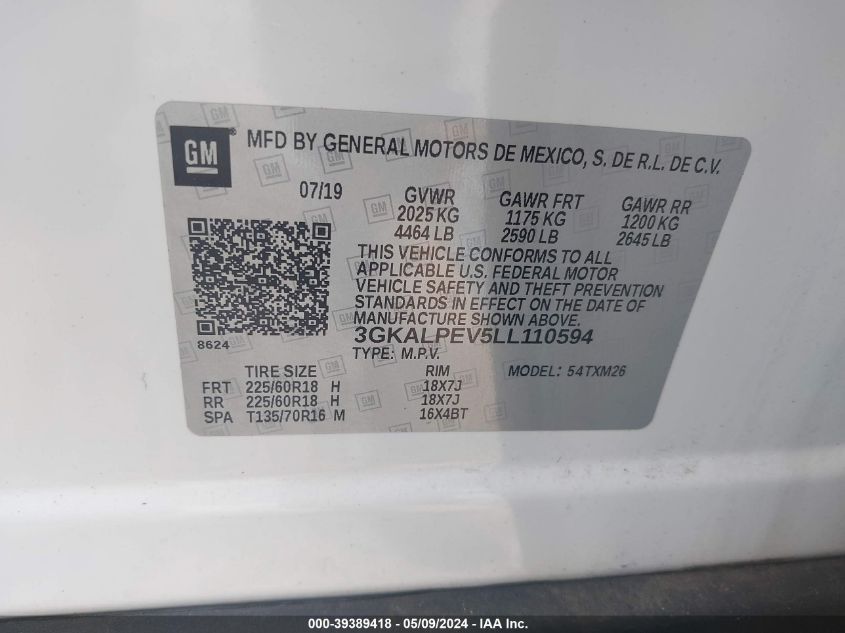 GM ® MFD BY GENERAL MOTORS DE MEXICO, S. DE R.L. DE C.V.
07/19 GVWR GAWR FRT GAWR RR
2025 KG 1175 KG 1200 KG
4464 LB 2590 LB 2645 LB
THIS VEHICLE CONFORMS TO ALL
APPLICABLE U.S. FEDERAL MOTOR
VEHICLE SAFETY AND THEFT PREVENTION
STANDARDS IN EFFECT ON THE DATE OF
MANUFACTURE SHOWN ABOVE.
8624 3GKALPEV5LL110594
TYPE: M.P.V.
TIRE SIZE RIM MODEL: 54TXM26
FRT 225/60R18 H 18X7J
RR 225/60R18 H 18X7J
SPA T135/70R16 M 16X4BT
000-39389418 - 05/09/2024 - IAA Inc.